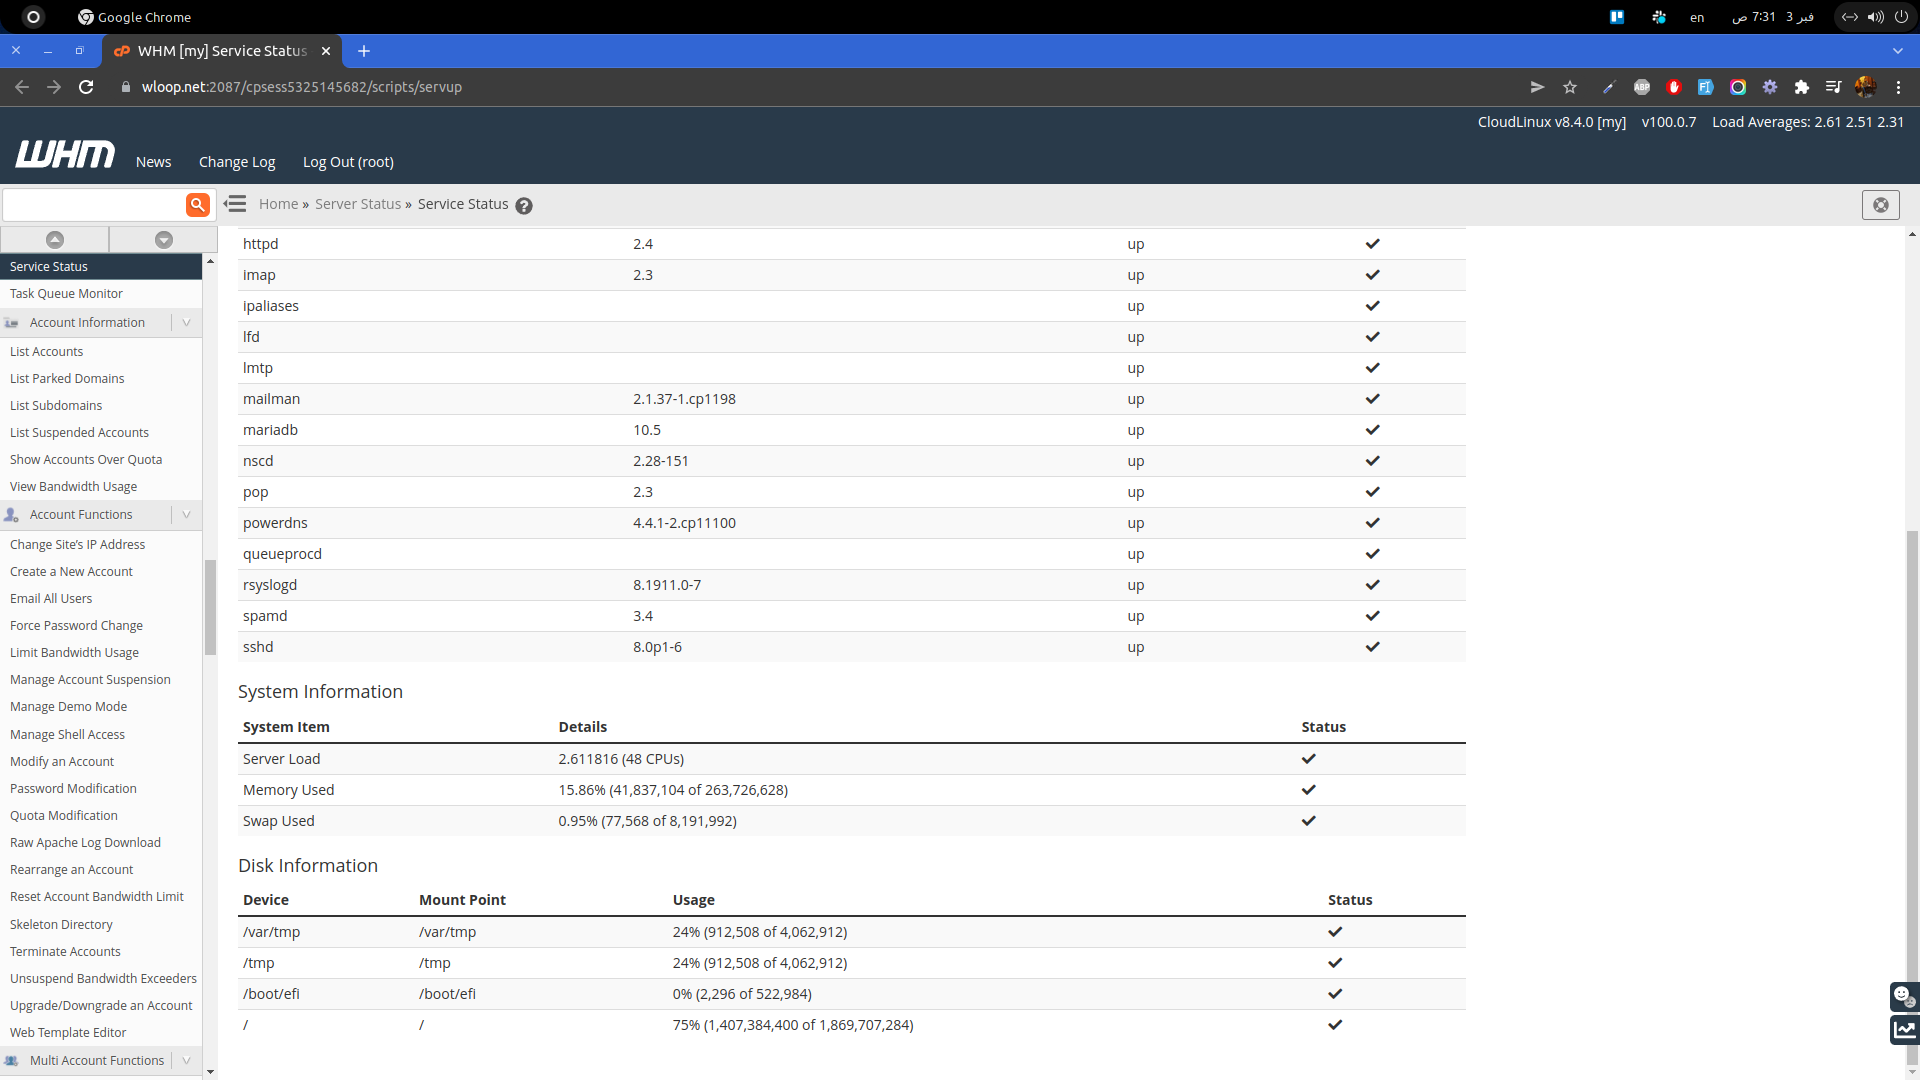 Google Chrome
en
فبر 3   7:31 ص
WHM [my] Service Status
wloop.net:2087/cpsess5325145682/scripts/servup
ABP
CloudLinux v8.4.0 [my] v100.0.7 Load Averages: 2.61 2.51 2.31
WHM
News
Change Log
Log Out (root)
Home » Server Status » Service Status
Service Status
Task Queue Monitor
Account Information
List Accounts
List Parked Domains
List Subdomains
List Suspended Accounts
Show Accounts Over Quota
View Bandwidth Usage
Account Functions
Change Site's IP Address
Create a New Account
Email All Users
Force Password Change
Limit Bandwidth Usage
Manage Account Suspension
Manage Demo Mode
Manage Shell Access
Modify an Account
Password Modification
Quota Modification
Raw Apache Log Download
Rearrange an Account
Reset Account Bandwidth Limit
Skeleton Directory
Terminate Accounts
Unsuspend Bandwidth Exceeders
Upgrade/Downgrade an Account
Web Template Editor
Multi Account Functions
httpd 2.4 up
imap 2.3 up
ipaliases up
lfd up
lmtp up
mailman 2.1.37-1.cp1198 up
mariadb 10.5 up
nscd 2.28-151 up
pop 2.3 up
powerdns 4.4.1-2.cp11100 up
queueprocd up
rsyslogd 8.1911.0-7 up
spamd 3.4 up
sshd 8.0p1-6 up
System Information
System Item Details Status
Server Load 2.611816 (48 CPUs)
Memory Used 15.86% (41,837,104 of 263,726,628)
Swap Used 0.95% (77,568 of 8,191,992)
Disk Information
Device Mount Point Usage Status
/var/tmp /var/tmp 24% (912,508 of 4,062,912)
/tmp /tmp 24% (912,508 of 4,062,912)
/boot/efi /boot/efi 0% (2,296 of 522,984)
/ / 75% (1,407,384,400 of 1,869,707,284)